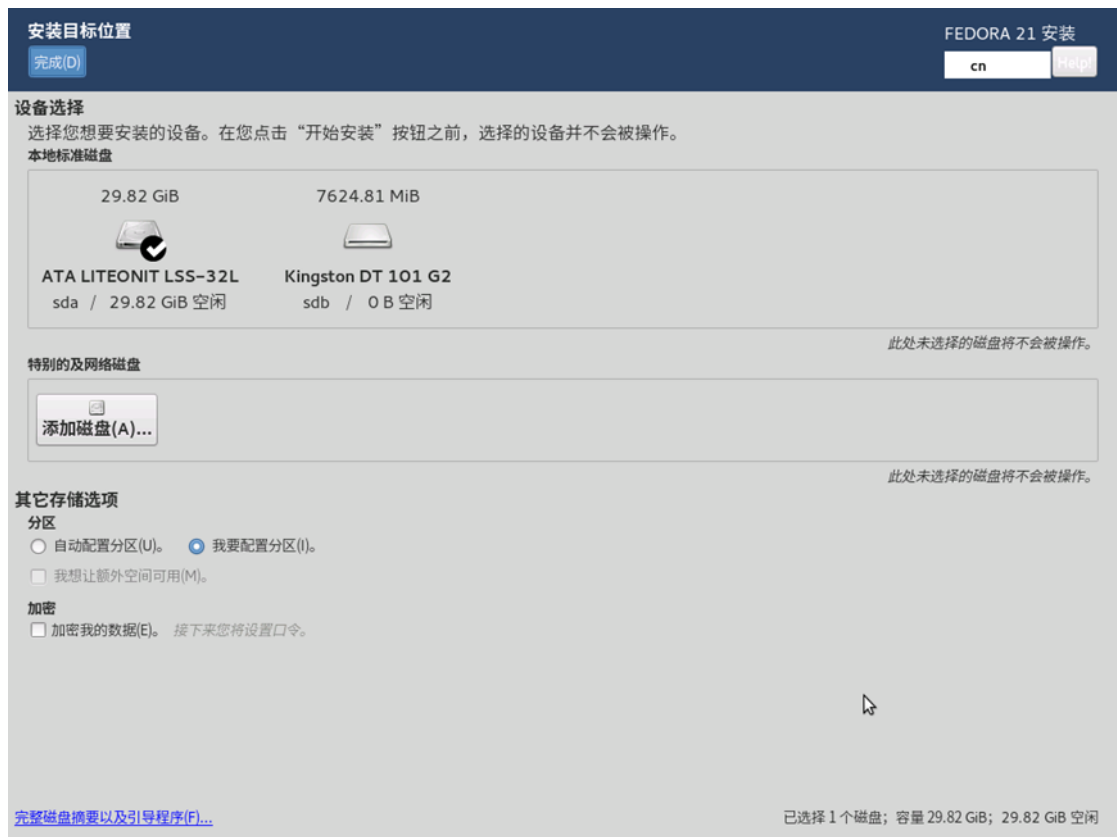 安装目标位置
FEDORA 21 安装
完成(D)
cn
Help!
设备选择
选择您想要安装的设备。在您点击“开始安装”按钮之前，选择的设备并不会被操作。
本地标准磁盘
29.82 GiB
7624.81 MiB
ATA LITEONIT LSS-32L
Kingston DT 101 G2
sda / 29.82 GiB 空闲
sdb / 0 B 空闲
此处未选择的磁盘将不会被操作。
特别的及网络磁盘
添加磁盘(A)...
此处未选择的磁盘将不会被操作。
其它存储选项
分区
自动配置分区(U)。 我要配置分区(I)。
我想让额外空间可用(M)。
加密
加密我的数据(E)。 接下来您将设置口令。
完整磁盘摘要以及引导程序(F)...
已选择 1 个磁盘；容量 29.82 GiB；29.82 GiB 空闲